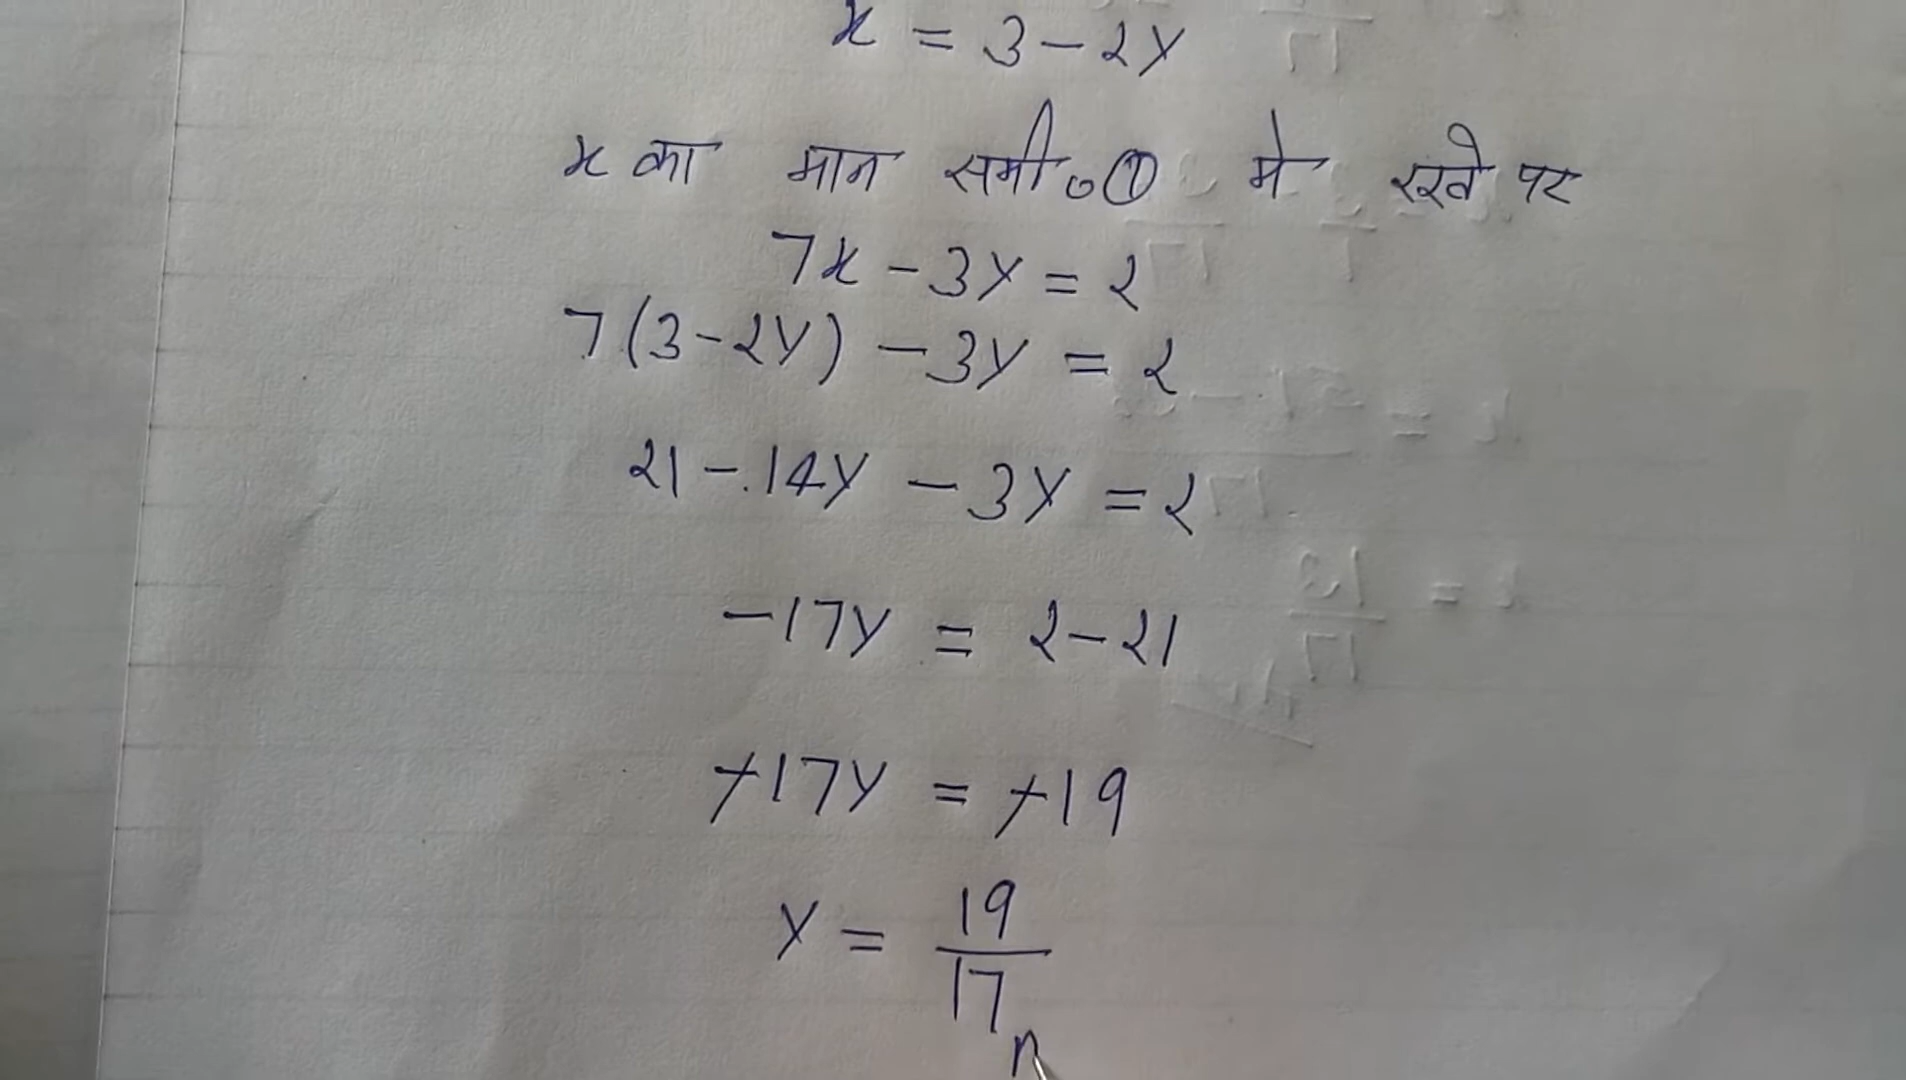 x = 3 - 2y
x का मान समी० ① मे रखे पर
7x - 3y = 2
7(3-2y) - 3y = 2
21 - 14y - 3y = 2
-17y = 2-21
-17y = -19
y = 19/17